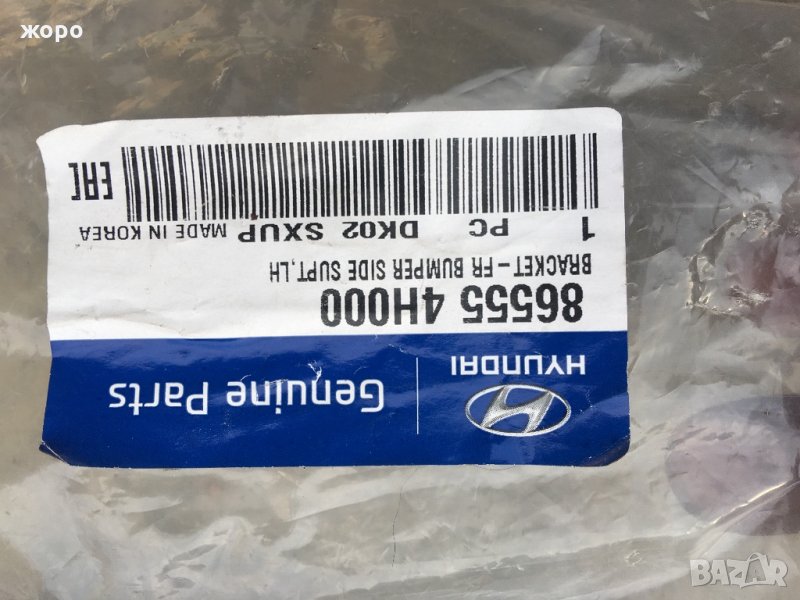 жоро
HYUNDAI
Genuine Parts
86555 4H000
BRACKET-FR BUMPER SIDE SUPT,LH
1 PC DK02 SXUP MADE IN KOREA
EAC
BAZAR